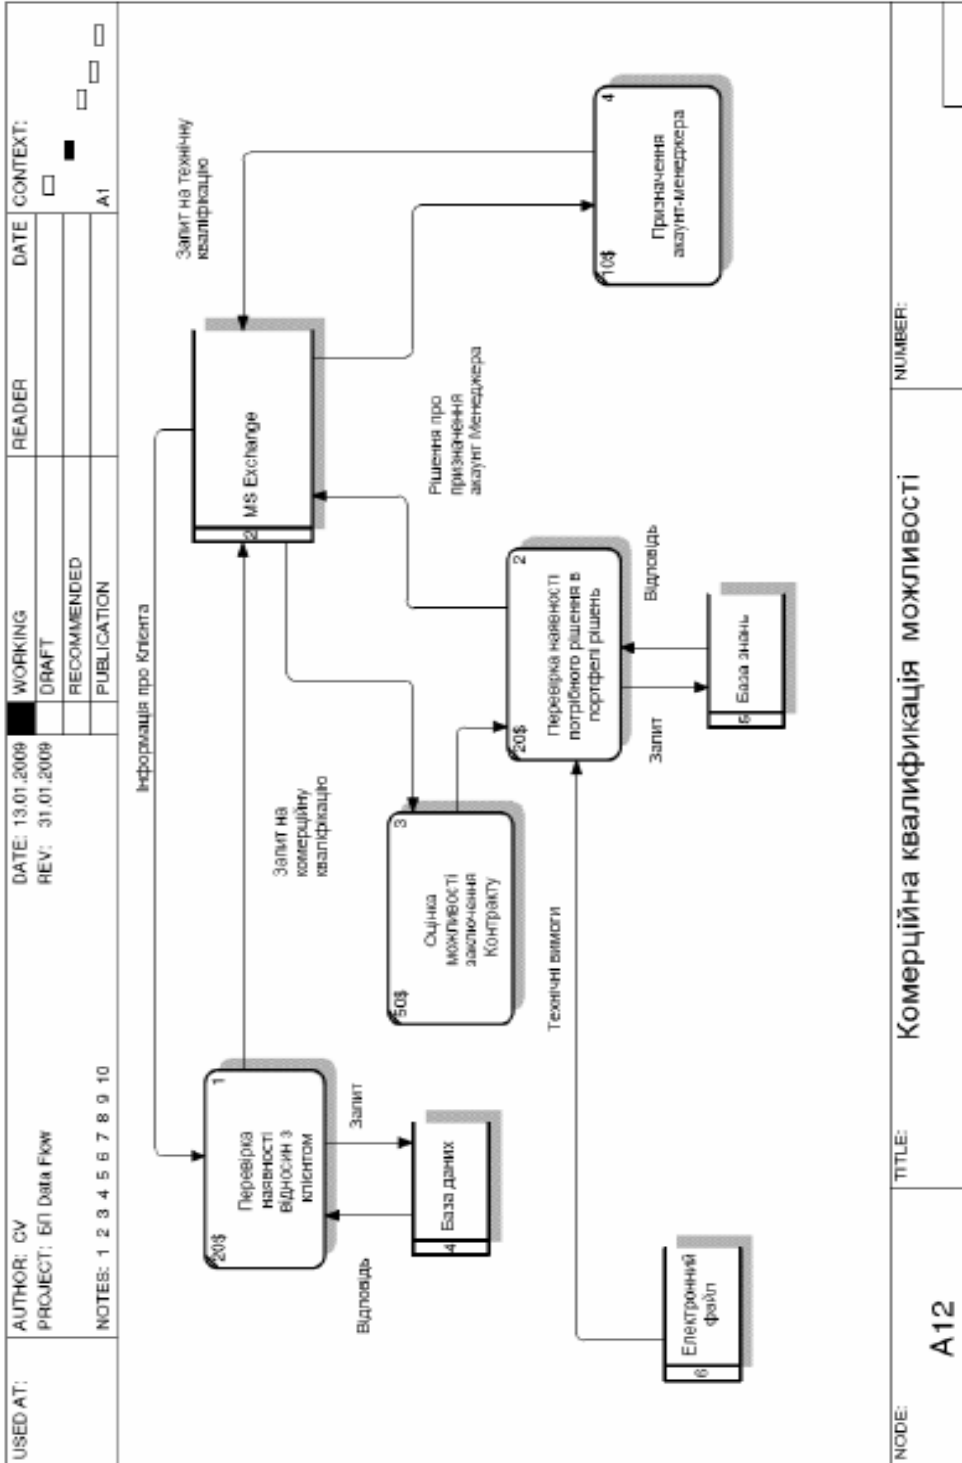 USED AT:
AUTHOR: CV
DATE: 13.01.2009
WORKING
READER
DATE
CONTEXT:
PROJECT: БП Data Flow
REV: 31.01.2009
DRAFT
RECOMMENDED
NOTES: 1 2 3 4 5 6 7 8 9 10
PUBLICATION
A1
Інформація про Клієнта
1
Перевірка
наявності
відносин з
клієнтом
20$
Запит
Відповідь
4
База даних
Запит на
комерційну
кваліфікацію
2
MS Exchange
Запит на технічну
кваліфікацію
3
Оцінка
можливості
заключення
Контракту
50$
Рішення про
призначення
акаунт Менеджера
2
Перевірка наявності
потрібного рішення в
портфелі рішень
20$
Відповідь
Запит
5
База знань
4
Призначення
акаунт-менеджера
10$
Технічні вимоги
6
Електронний
файл
NODE:
TITLE:
NUMBER:
A12
Комерційна квалификація можливості